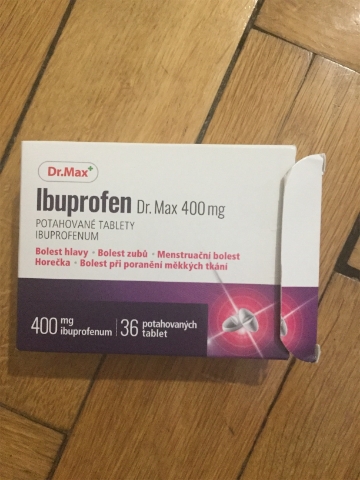 Dr.Max+
Ibuprofen Dr. Max 400 mg
POTAHOVANÉ TABLETY
IBUPROFENUM
Bolest hlavy • Bolest zubů • Menstruační bolest
Horečka • Bolest při poranění měkkých tkání
400 mg ibuprofenum | 36 potahovaných tablet